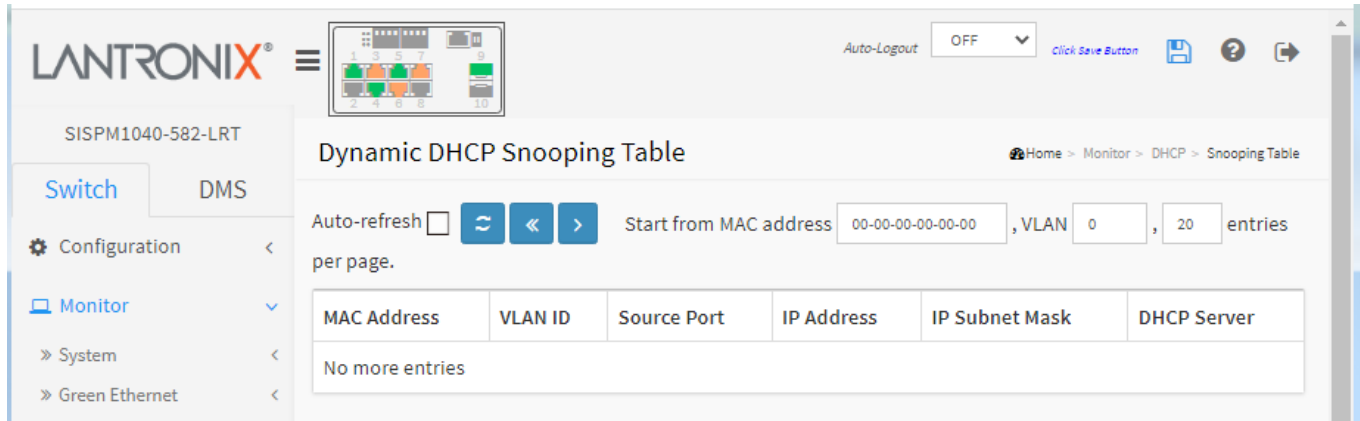 LANTRONIX®
1 3 5 7 9
2 4 6 8 10
Auto-Logout OFF Click Save Button
SISPM1040-582-LRT
Switch DMS
Configuration
Monitor
» System
» Green Ethernet
Dynamic DHCP Snooping Table
Home > Monitor > DHCP > Snooping Table
Auto-refresh Start from MAC address 00-00-00-00-00-00 , VLAN 0 , 20 entries
per page.
MAC Address VLAN ID Source Port IP Address IP Subnet Mask DHCP Server
No more entries